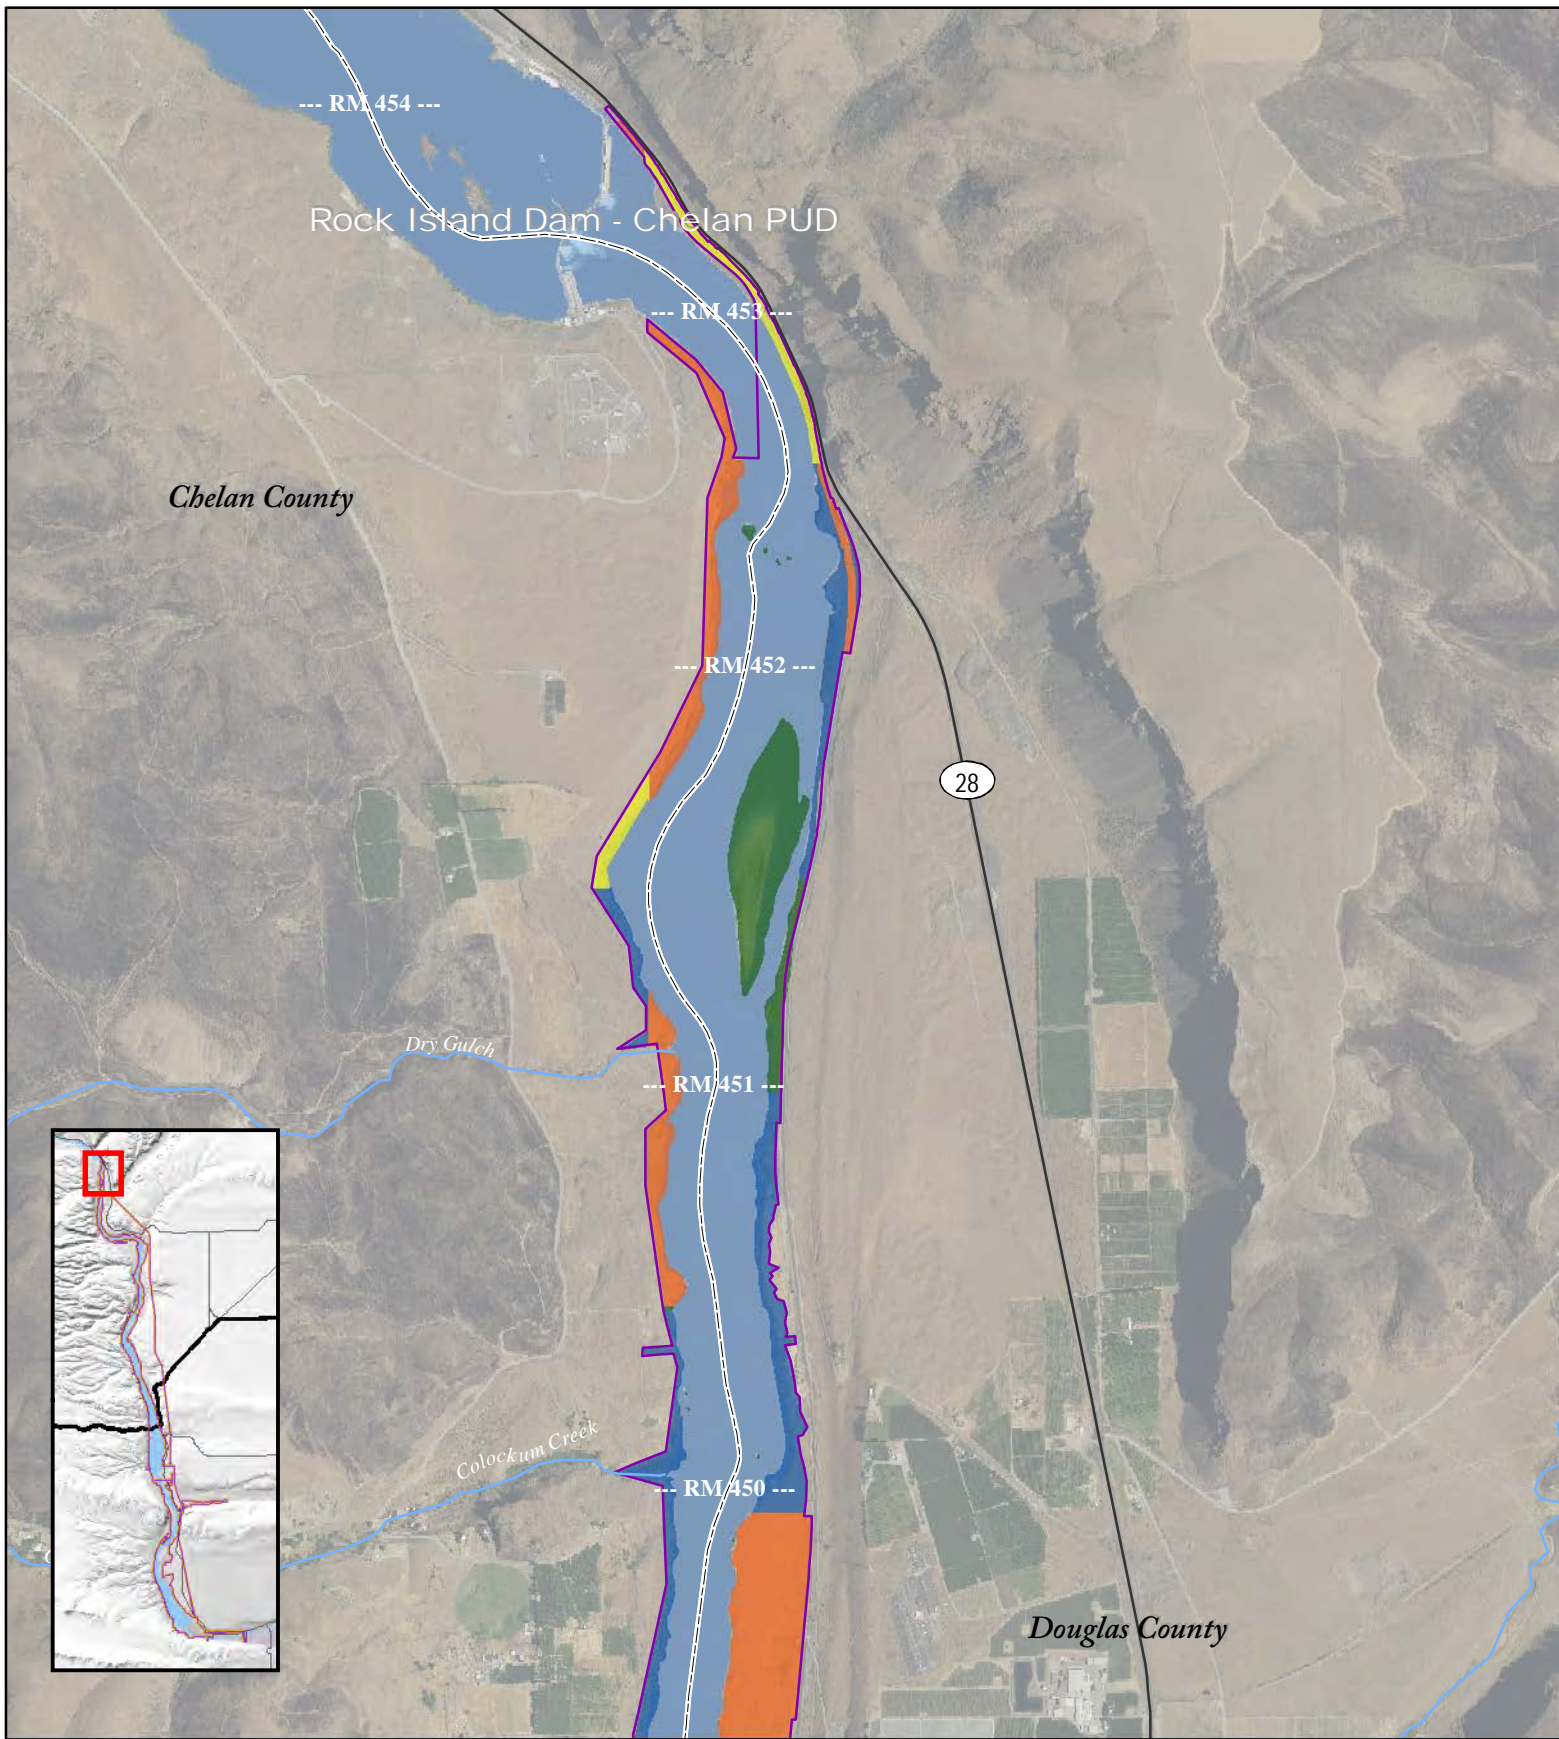 --- RM 454 ---
Rock Island Dam - Chelan PUD
--- RM 453 ---
Chelan County
--- RM 452 ---
28
Dry Gulch
--- RM 451 ---
Colockum Creek
--- RM 450 ---
Douglas County